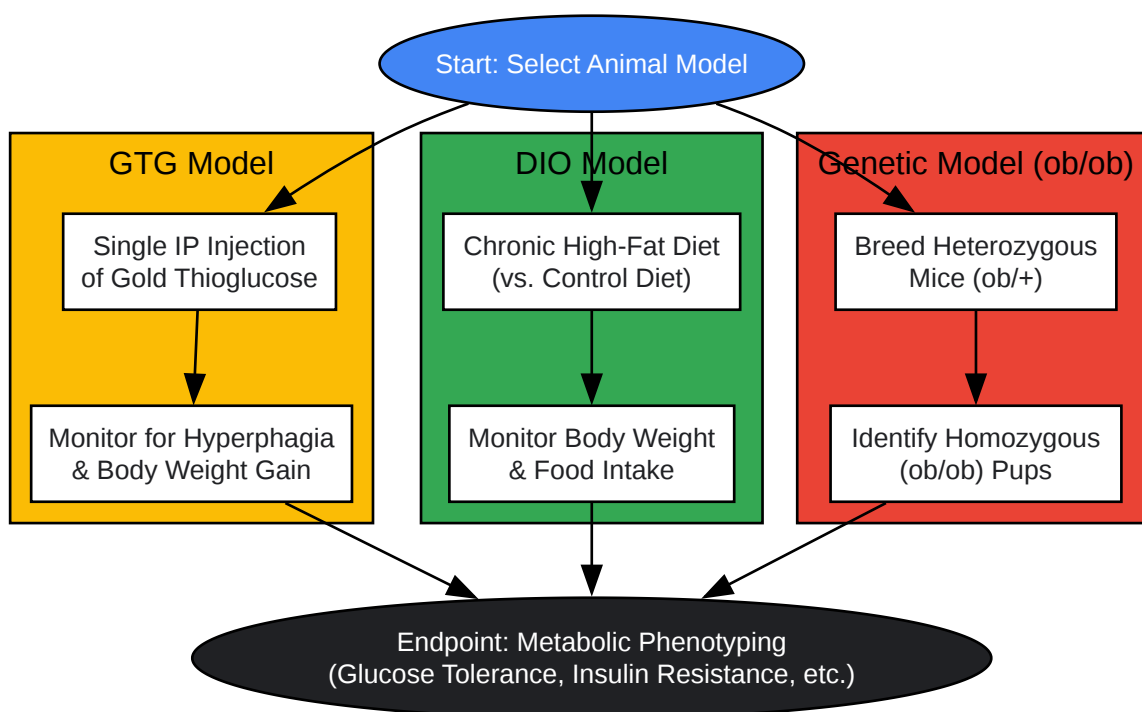 Start: Select Animal Model
GTG Model
Single IP Injection
of Gold Thioglucose
Monitor for Hyperphagia
& Body Weight Gain
DIO Model
Chronic High-Fat Diet
(vs. Control Diet)
Monitor Body Weight
& Food Intake
Genetic Model (ob/ob)
Breed Heterozygous
Mice (ob/+)
Identify Homozygous
(ob/ob) Pups
Endpoint: Metabolic Phenotyping
(Glucose Tolerance, Insulin Resistance, etc.)